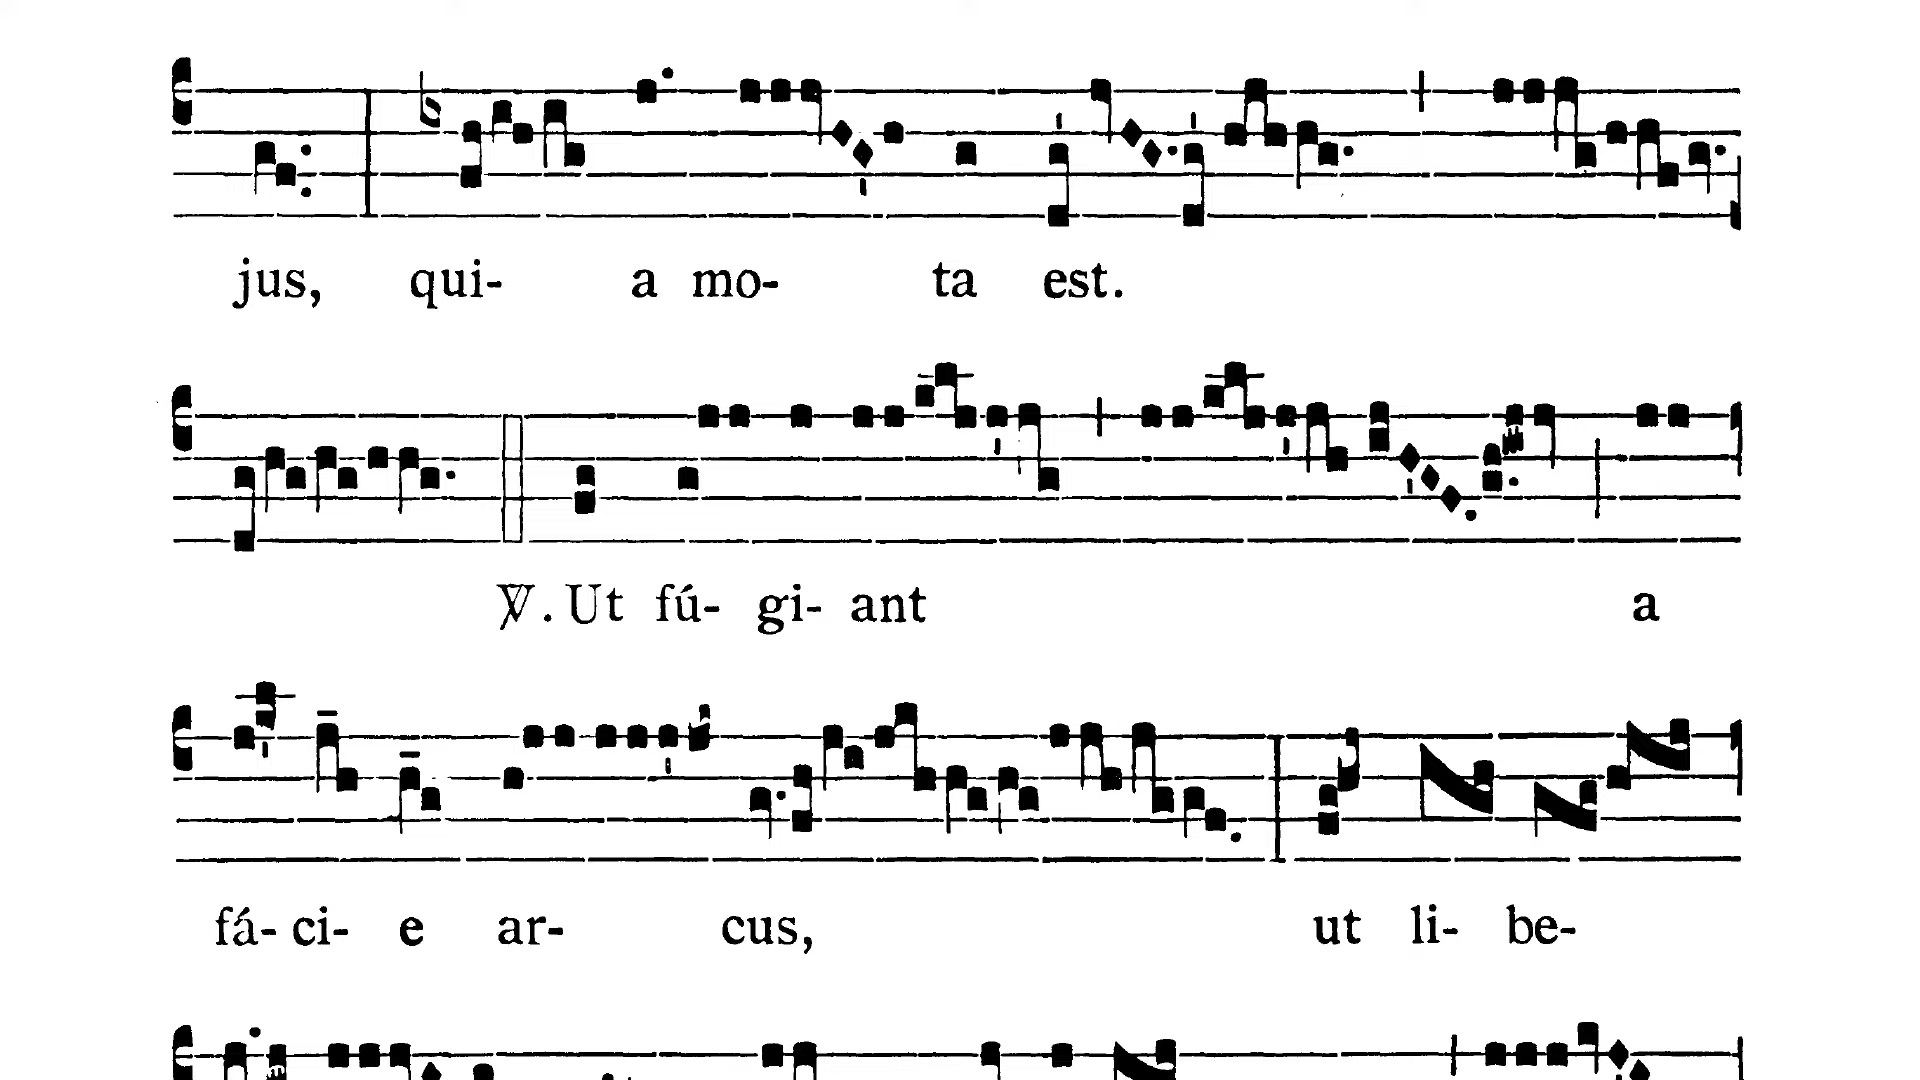 jus, qui- a mo- ta est.
℣. Ut fú- gi- ant a
fá- ci- e ar- cus, ut li- be-